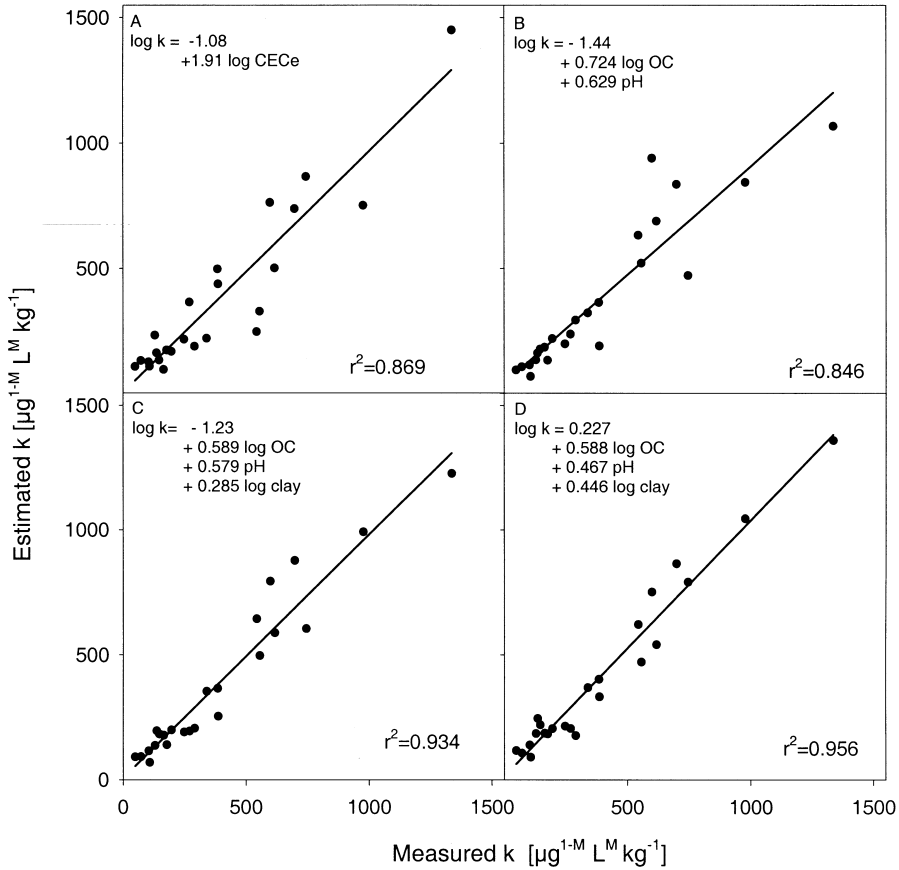 1500
1000
500
A
log k = -1.08
+1.91 log CECe
r²=0.869
B
log k = - 1.44
+ 0.724 log OC
+ 0.629 pH
r²=0.846
1500
1000
500
0
C
log k= - 1.23
+ 0.589 log OC
+ 0.579 pH
+ 0.285 log clay
r²=0.934
D
log k = 0.227
+ 0.588 log OC
+ 0.467 pH
+ 0.446 log clay
r²=0.956
0 500 1000 1500 500 1000 1500
Estimated k [µg¹⁻ᴹ Lᴹ kg⁻¹]
Measured k [µg¹⁻ᴹ Lᴹ kg⁻¹]